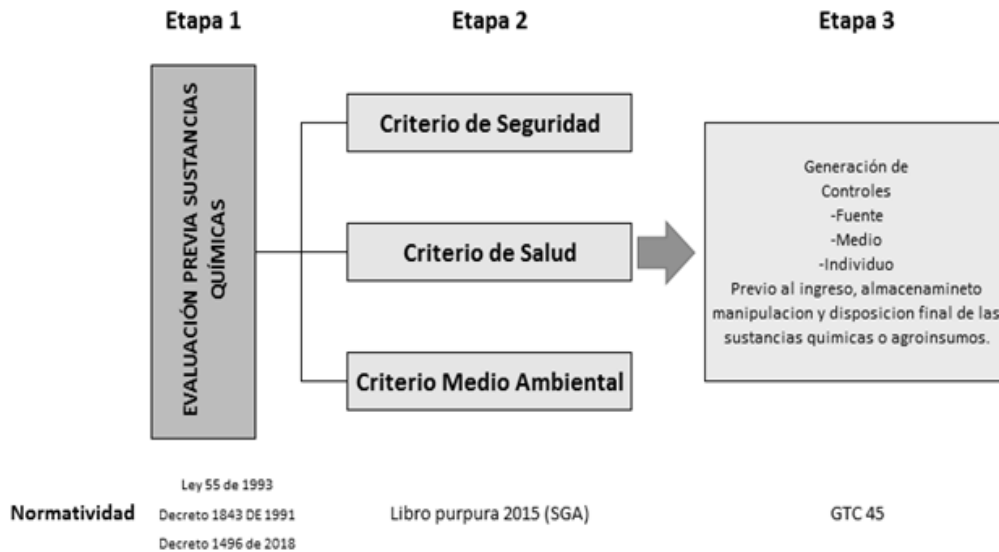 Etapa 1
Etapa 2
Etapa 3
EVALUACIÓN PREVIA SUSTANCIAS
QUÍMICAS
Criterio de Seguridad
Criterio de Salud
Criterio Medio Ambiental
Generación de
Controles
-Fuente
-Medio
-Individuo
Previo al ingreso, almacenamineto
manipulacion y disposicion final de las
sustancias quimicas o agroinsumos.
Normatividad
Ley 55 de 1993
Decreto 1843 DE 1991
Decreto 1496 de 2018
Libro purpura 2015 (SGA)
GTC 45